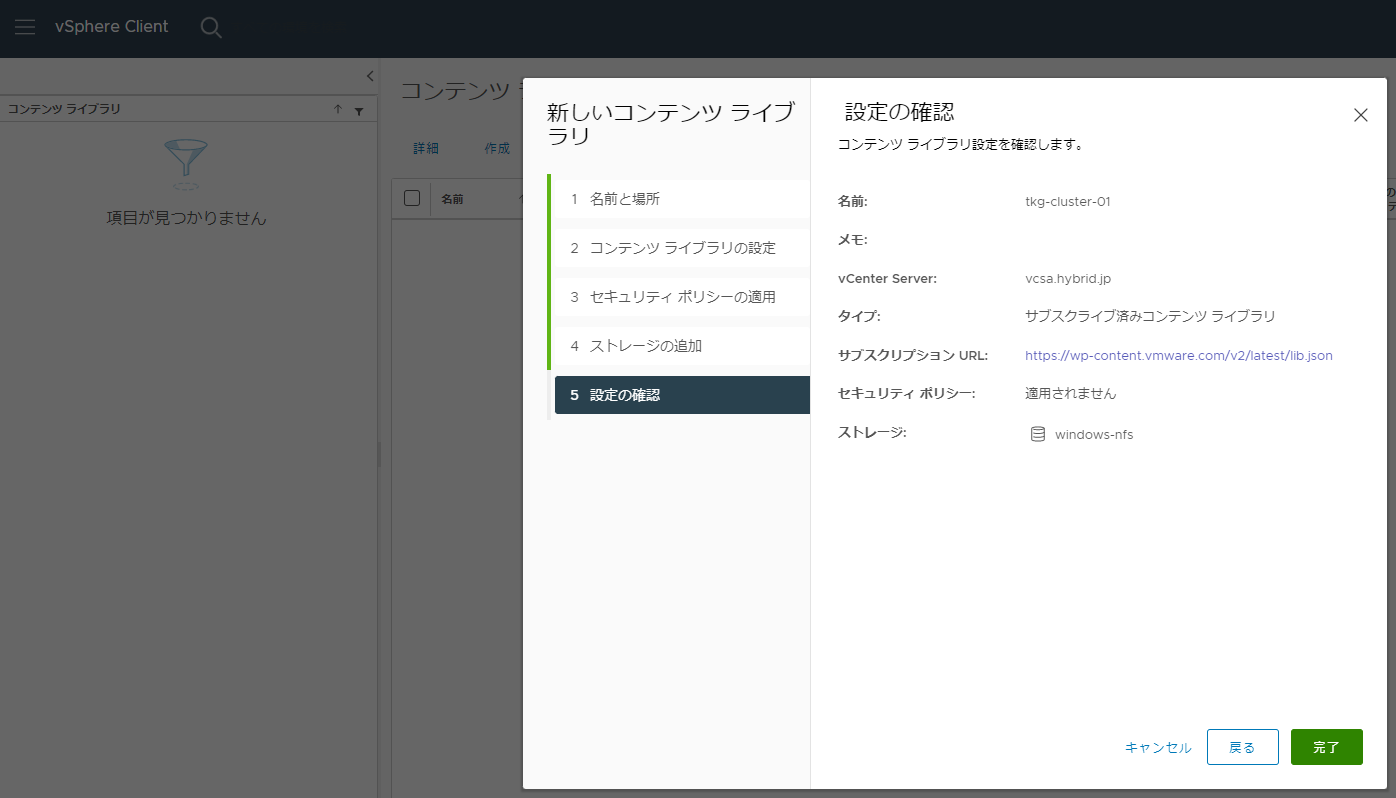 vSphere Client
コンテンツ ライブラリ
項目が見つかりません
コンテンツ
詳細 作成
名前
新しいコンテンツ ライブ
ラリ
1 名前と場所
2 コンテンツ ライブラリの設定
3 セキュリティ ポリシーの適用
4 ストレージの追加
5 設定の確認
設定の確認
コンテンツ ライブラリ設定を確認します。
名前: tkg-cluster-01
メモ:
vCenter Server: vcsa.hybrid.jp
タイプ: サブスクライブ済みコンテンツ ライブラリ
サブスクリプション URL: https://wp-content.vmware.com/v2/latest/lib.json
セキュリティ ポリシー: 適用されません
ストレージ: windows-nfs
キャンセル 戻る 完了